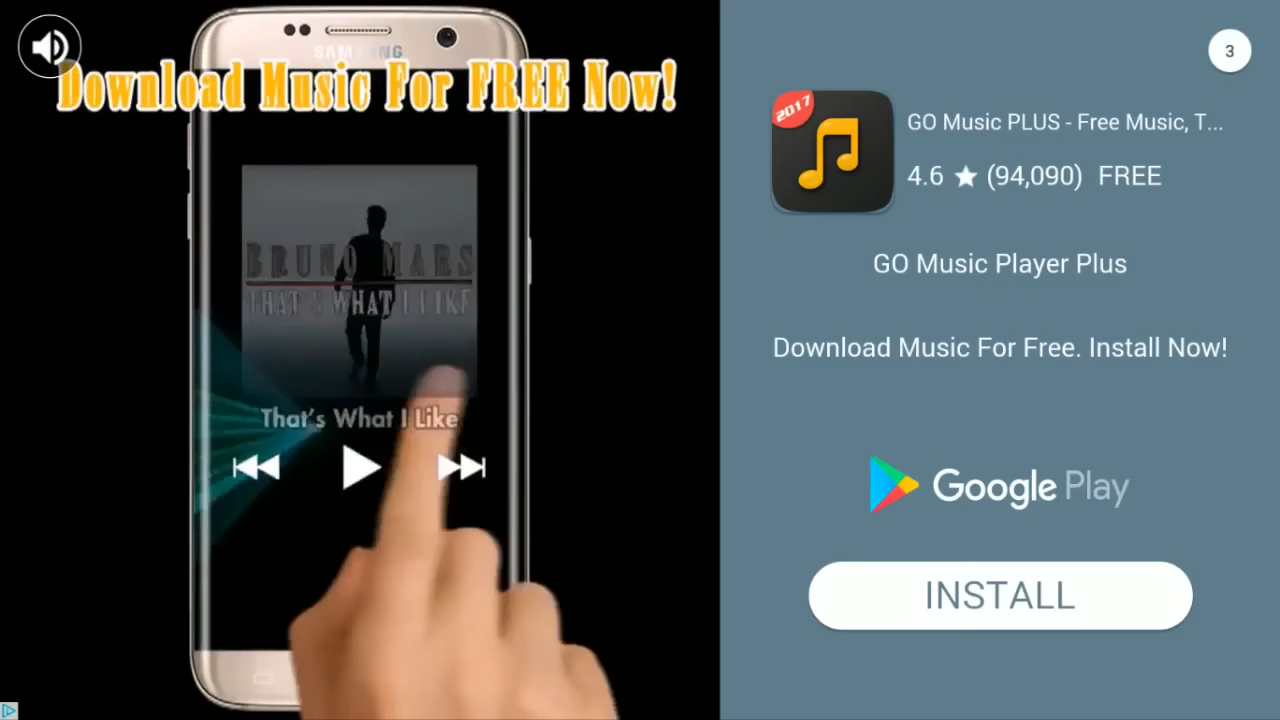 SAMSUNG
Download Music For FREE Now!
BRUNO MARS
THAT'S WHAT I LIKE
That's What I Like
3
2017
GO Music PLUS - Free Music, T...
4.6 ★ (94,090) FREE
GO Music Player Plus
Download Music For Free. Install Now!
Google Play
INSTALL